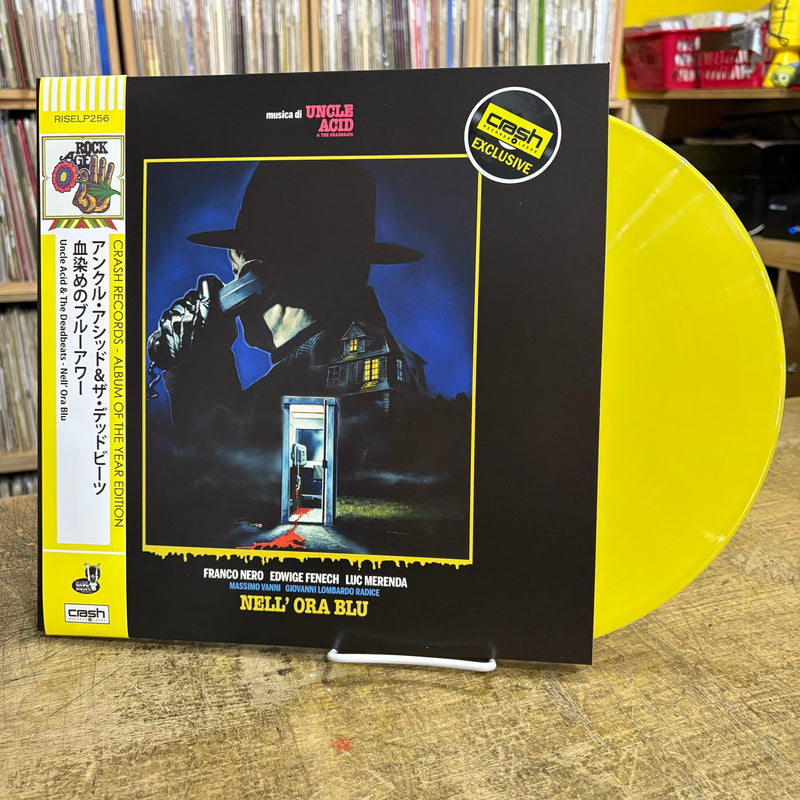 RISELP256
ROCK
AGE
CRASH RECORDS - ALBUM OF THE YEAR EDITION
アンクル・アシッド&ザ・デッドビーツ
血染めのブルーアワー
Uncle Acid & The Deadbeats - Nell' Ora Blu
crash
musica di UNCLE
ACID
& THE DEADBEATS
crash
RECORDS LEEDS
EXCLUSIVE
FRANCO NERO EDWIGE FENECH LUC MERENDA
MASSIMO VANNI GIOVANNI LOMBARDO RADICE
NELL' ORA BLU